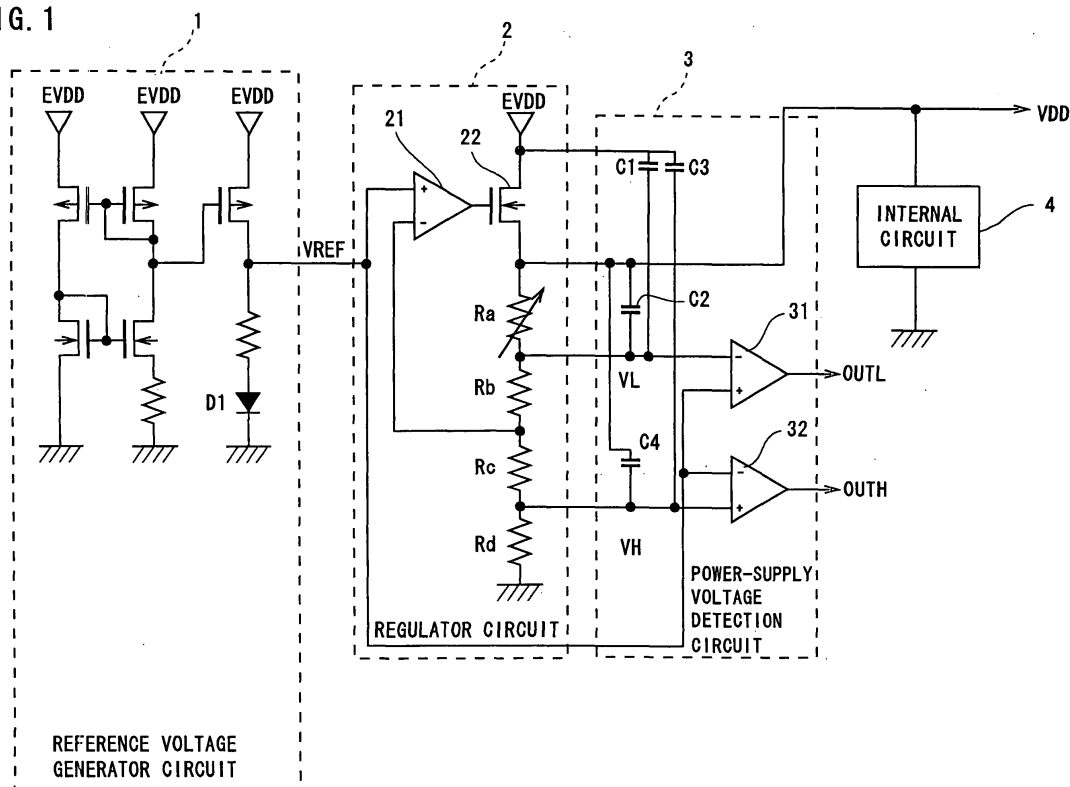 IG. 1
1
2
3
EVDD
EVDD
EVDD
EVDD
21
22
C1
C3
VDD
INTERNAL
CIRCUIT
4
VREF
+
-
Ra
C2
31
VL
-
+
OUTL
Rb
D1
C4
32
Rc
-
+
OUTH
Rd
VH
REGULATOR CIRCUIT
POWER-SUPPLY
VOLTAGE
DETECTION
CIRCUIT
REFERENCE VOLTAGE
GENERATOR CIRCUIT